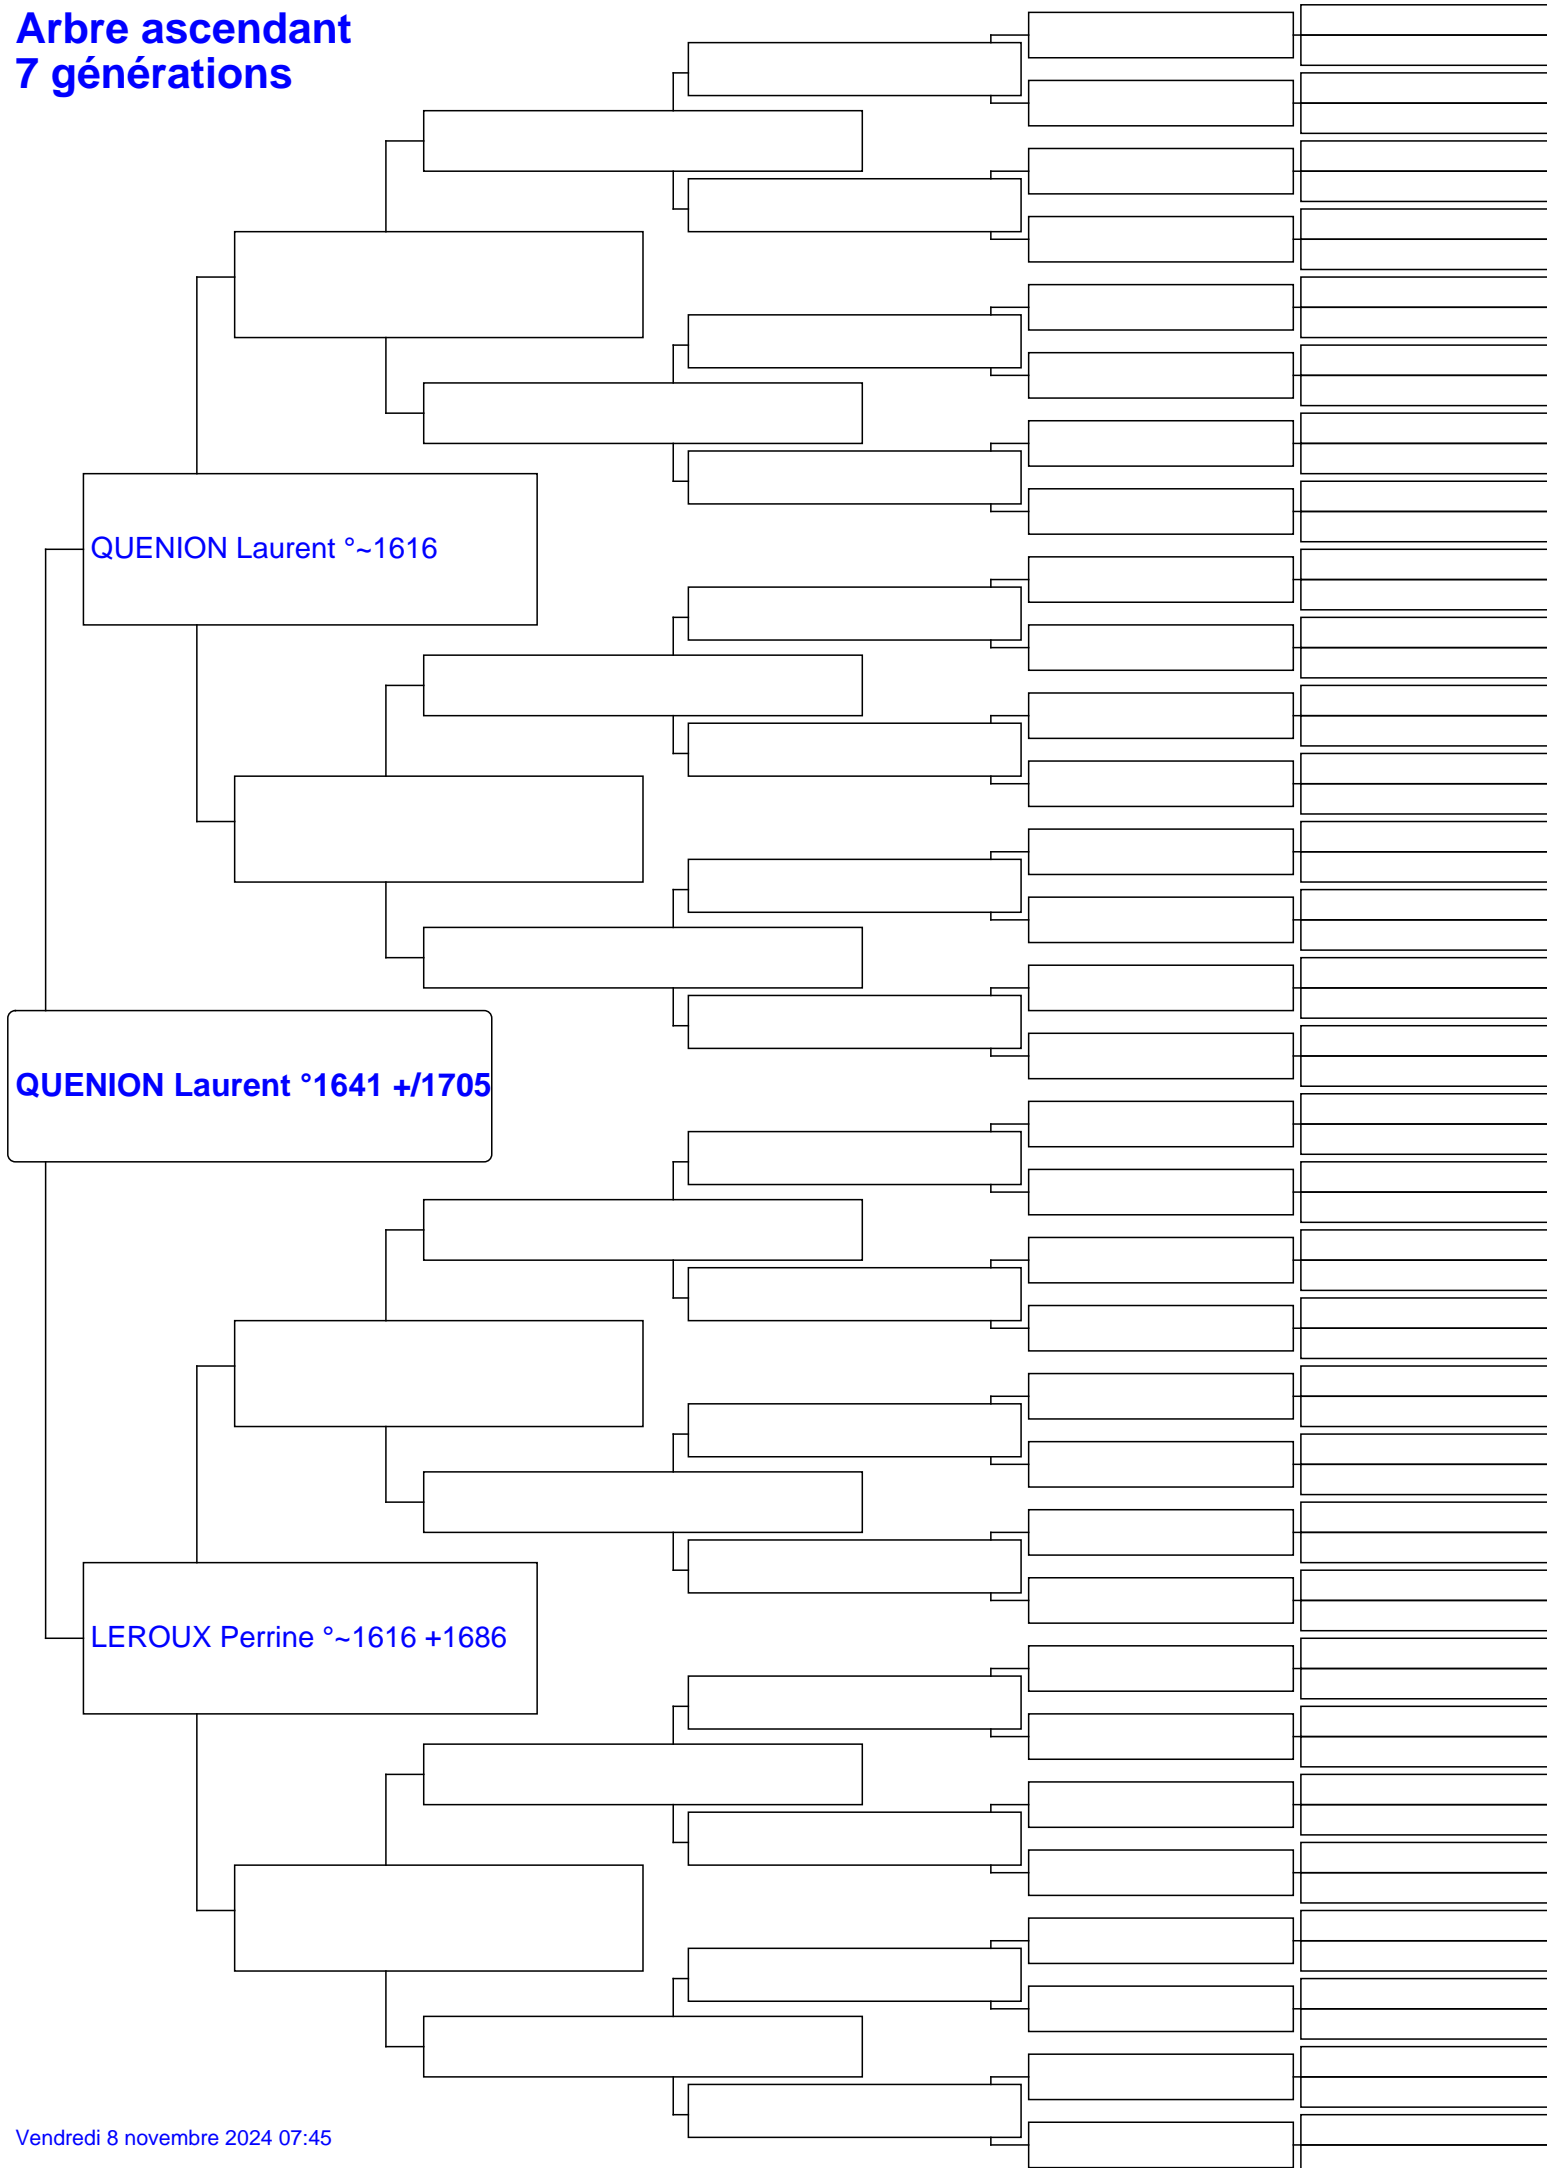 Arbre ascendant
7 générations
QUENION Laurent °~1616
QUENION Laurent °1641 +/1705
LEROUX Perrine °~1616 +1686
Vendredi 8 novembre 2024 07:45